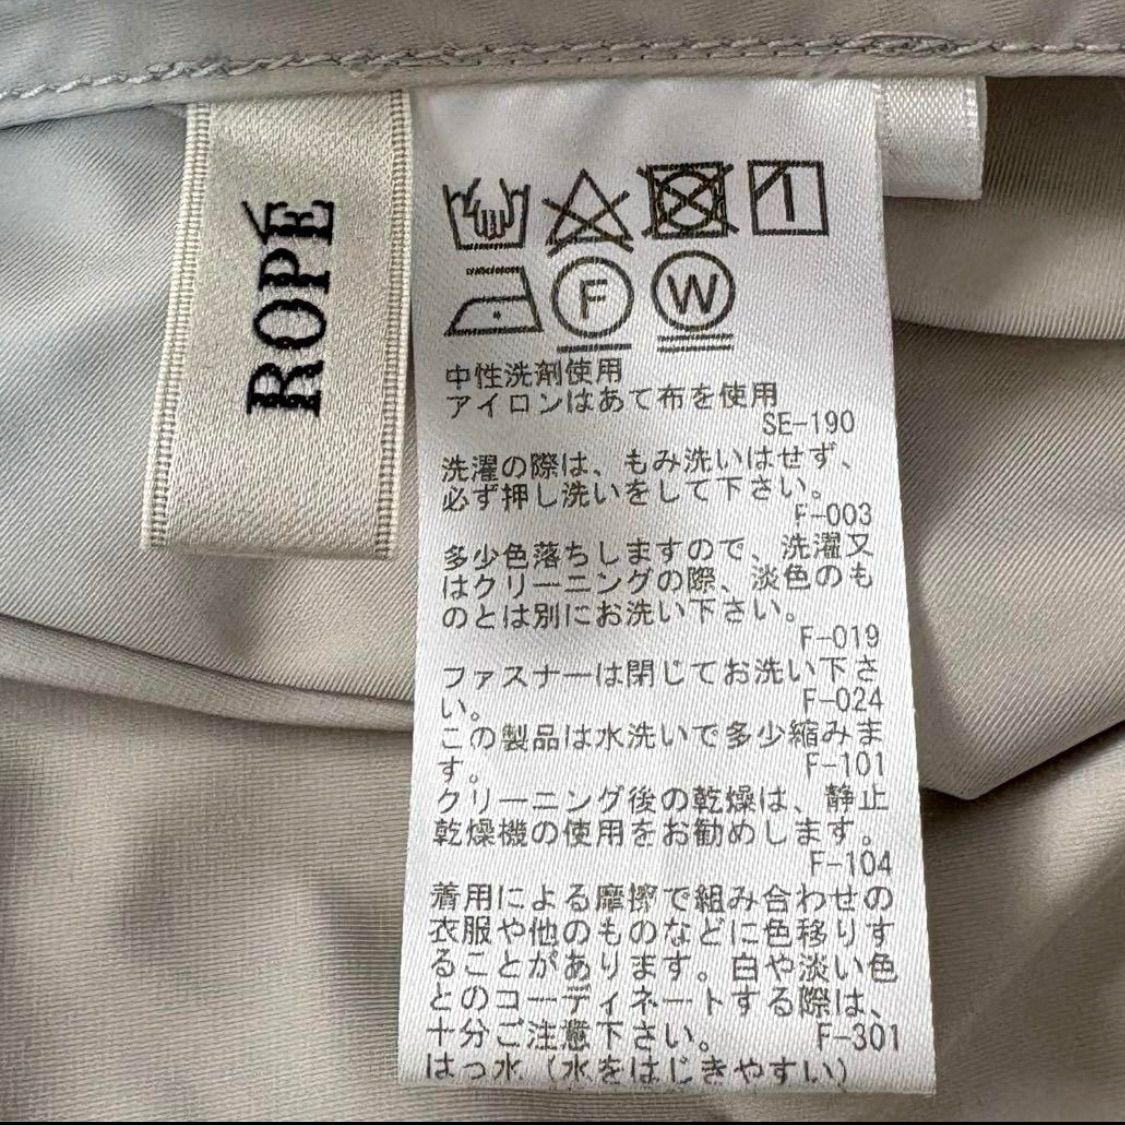 ROPÉ
F
W
中性洗剤使用
アイロンはあて布を使用
SE-190
洗濯の際は、もみ洗いはせず、
必ず押し洗いをして下さい。
F-003
多少色落ちしますので、洗濯又
はクリーニングの際、淡色のも
のとは別にお洗い下さい。
F-019
ファスナーは閉じてお洗い下さ
い。
F-024
この製品は水洗いで多少縮みま
す。
F-101
クリーニング後の乾燥は、静止
乾燥機の使用をお勧めします。
F-104
着用による摩擦で組み合わせの
衣服や他のものなどに色移りす
ることがあります。白や淡い色
とのコーディネートする際は、
十分ご注意下さい。
F-301
はっ水（水をはじきやすい）